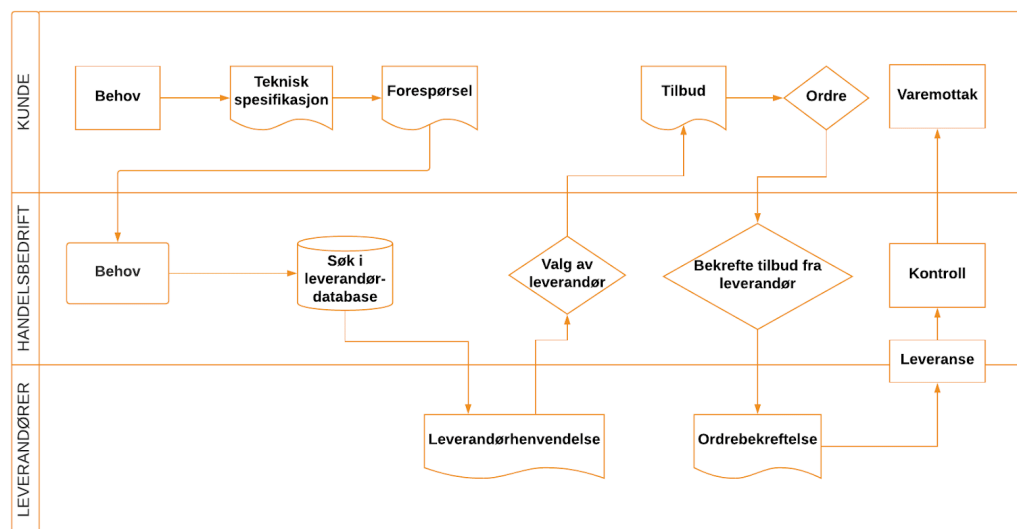 KUNDE
Behov
Teknisk
spesifikasjon
Forespørsel
Tilbud
Ordre
Varemottak
HANDELSBEDRIFT
Behov
Søk i
leverandør-
database
Valg av
leverandør
Bekrefte tilbud fra
leverandør
Kontroll
Leveranse
LEVERANDØRER
Leverandørhenvendelse
Ordrebekreftelse